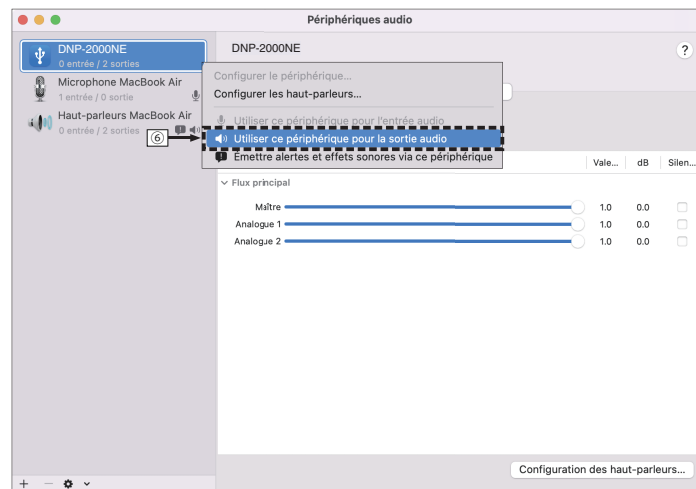 Périphériques audio
DNP-2000NE
0 entrée / 2 sorties
Microphone MacBook Air
1 entrée / 0 sortie
Haut-parleurs MacBook Air
0 entrée / 2 sorties
⑥
DNP-2000NE
?
Configurer le périphérique...
Configurer les haut-parleurs...
Utiliser ce périphérique pour l'entrée audio
Utiliser ce périphérique pour la sortie audio
Émettre alertes et effets sonores via ce périphérique
Vale... dB Silen...
Flux principal
Maître 1.0 0.0
Analogue 1 1.0 0.0
Analogue 2 1.0 0.0
Configuration des haut-parleurs...